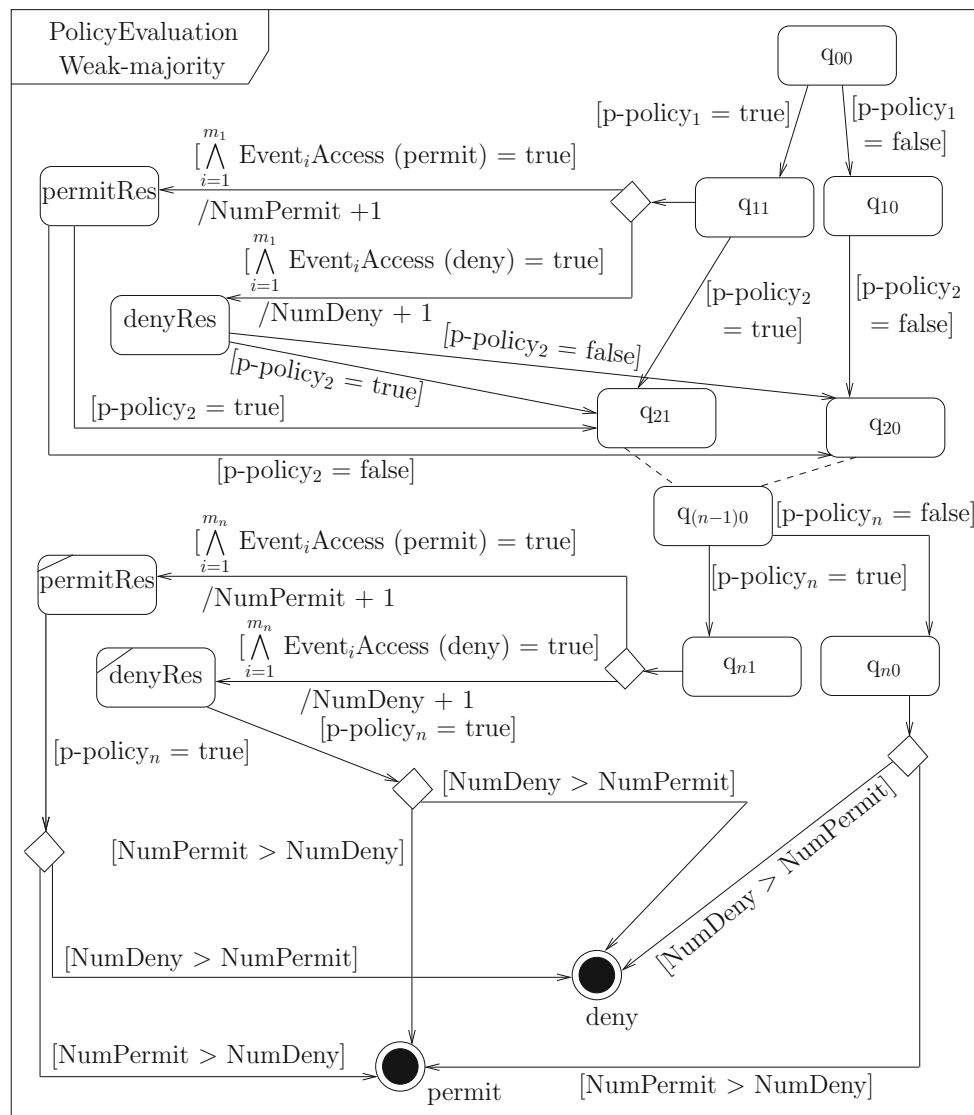 PolicyEvaluation
Weak-majority
q00
[p-policy1 = true]
[p-policy1
= false]
[⋀ i=1 m1 EventiAccess (permit) = true]
permitRes
/NumPermit +1
q11
q10
[⋀ i=1 m1 EventiAccess (deny) = true]
[p-policy2
= true]
[p-policy2
= false]
denyRes
/NumDeny + 1
[p-policy2 = false]
[p-policy2 = true]
[p-policy2 = true]
q21
q20
[p-policy2 = false]
q(n−1)0
[p-policyn = false]
[⋀ i=1 mn EventiAccess (permit) = true]
permitRes
/NumPermit + 1
[p-policyn = true]
[⋀ i=1 mn EventiAccess (deny) = true]
denyRes
qn1
qn0
/NumDeny + 1
[p-policyn = true]
[p-policyn = true]
[NumDeny > NumPermit]
[NumDeny > NumPermit]
[NumPermit > NumDeny]
[NumDeny > NumPermit]
deny
[NumPermit > NumDeny]
[NumPermit > NumDeny]
permit